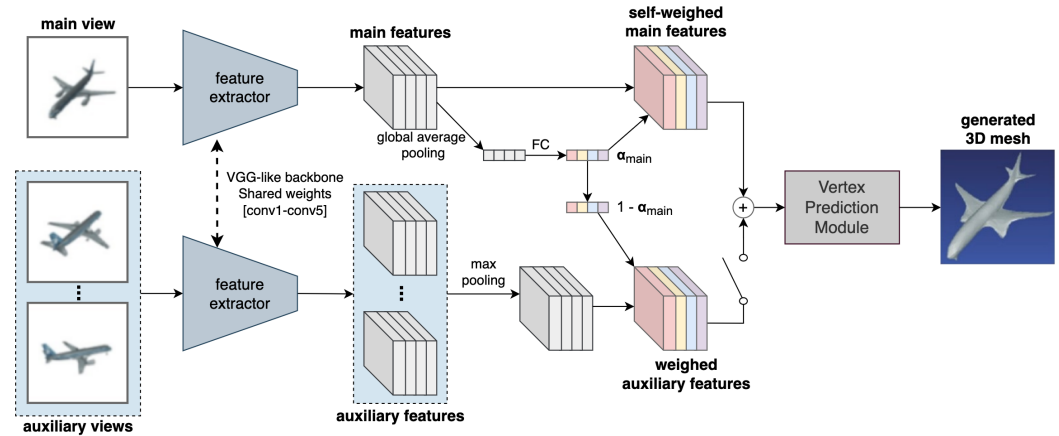 main view
feature
extractor
main features
global average
pooling
FC
αmain
self-weighed
main features
1 - αmain
VGG-like backbone
Shared weights
[conv1-conv5]
auxiliary views
feature
extractor
auxiliary features
max
pooling
weighed
auxiliary features
+
Vertex
Prediction
Module
generated
3D mesh